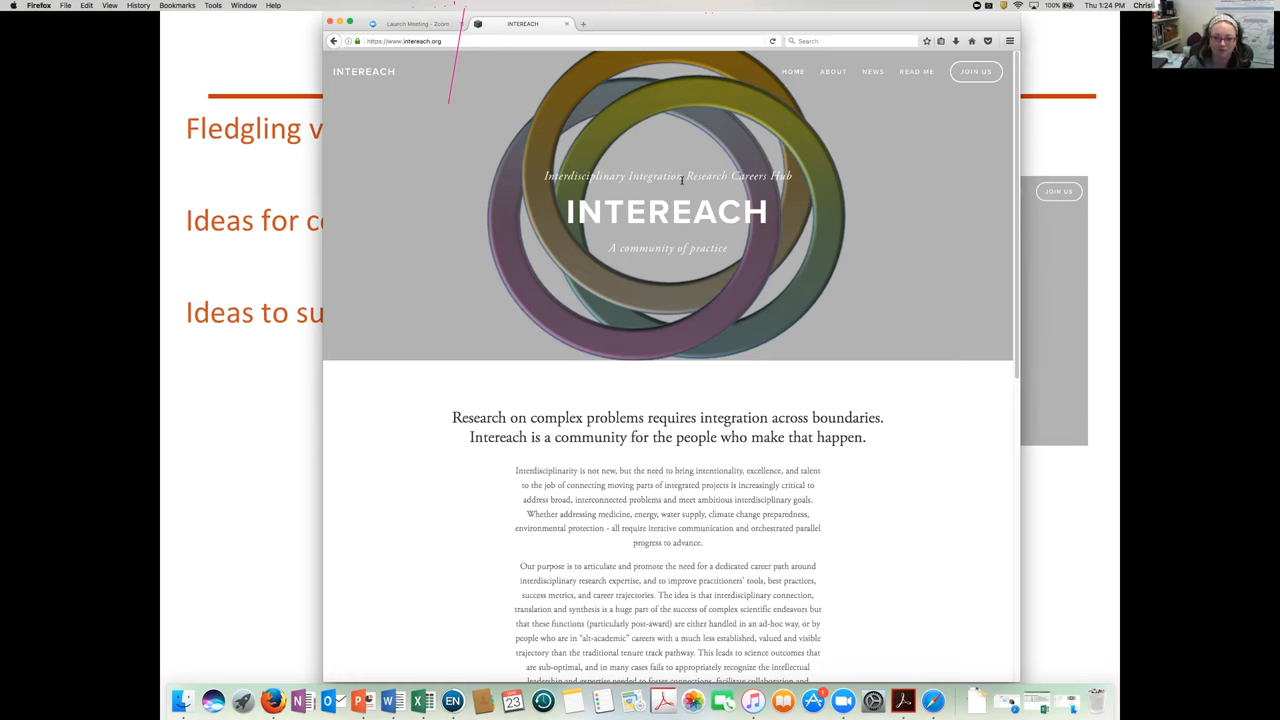 Firefox File Edit View History Bookmarks Tools Window Help
100% Thu 1:24 PM Christi
Launch Meeting - Zoom
INTEREACH
https://www.intereach.org
Search
INTEREACH
HOME ABOUT NEWS READ ME JOIN US
Interdisciplinary Integration Research Careers Hub
INTEREACH
A community of practice
Fledgling v
Ideas for co
Ideas to su
JOIN US
Research on complex problems requires integration across boundaries.
Intereach is a community for the people who make that happen.
Interdisciplinarity is not new, but the need to bring intentionality, excellence, and talent
to the job of connecting moving parts of integrated projects is increasingly critical to
address broad, interconnected problems and meet ambitious interdisciplinary goals.
Whether addressing medicine, energy, water supply, climate change preparedness,
environmental protection - all require iterative communication and orchestrated parallel
progress to advance.
Our purpose is to articulate and promote the need for a dedicated career path around
interdisciplinary research expertise, and to improve practitioners' tools, best practices,
success metrics, and career trajectories. The idea is that interdisciplinary connection,
translation and synthesis is a huge part of the success of complex scientific endeavors but
that these functions (particularly post-award) are either handled in an ad-hoc way, or by
people who are in "alt-academic" careers with a much less established, valued and visible
trajectory than the traditional tenure track pathway. This leads to science outcomes that
are sub-optimal, and in many cases fails to appropriately recognize the intellectual
leadership and expertise needed to foster connections, facilitate collaboration and
EN
23